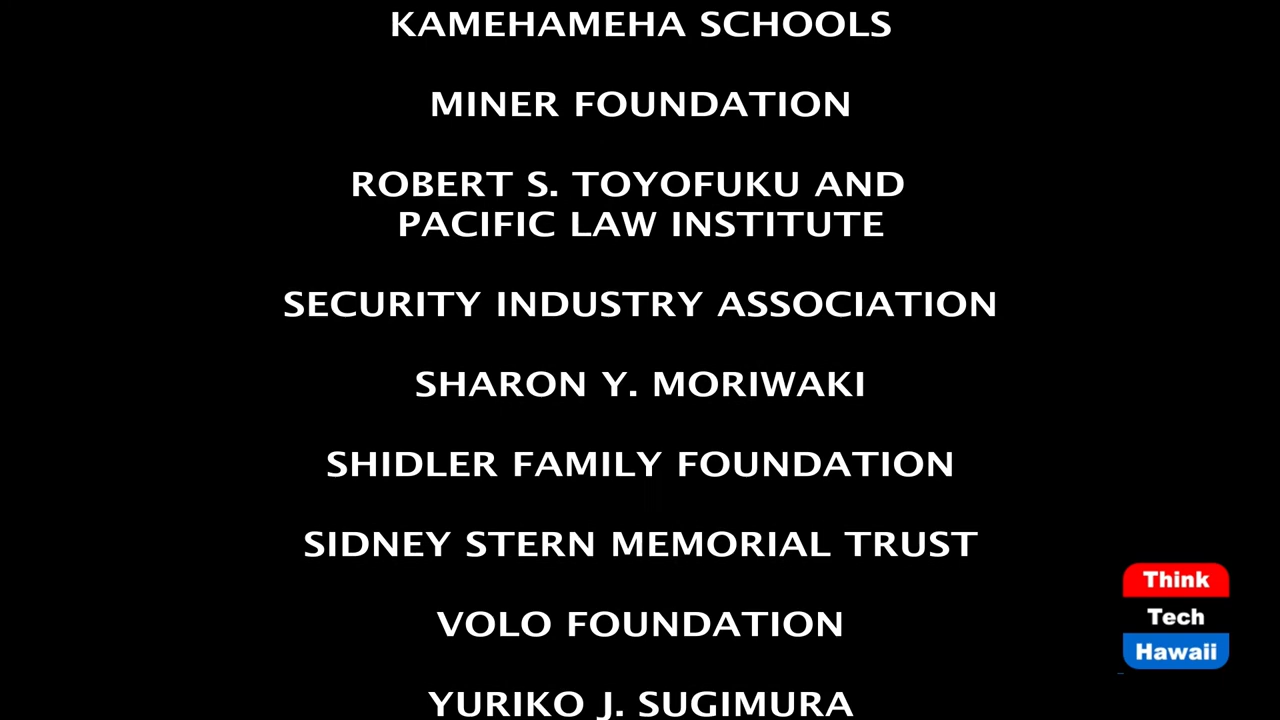 KAMEHAMEHA SCHOOLS
MINER FOUNDATION
ROBERT S. TOYOFUKU AND
PACIFIC LAW INSTITUTE
SECURITY INDUSTRY ASSOCIATION
SHARON Y. MORIWAKI
SHIDLER FAMILY FOUNDATION
SIDNEY STERN MEMORIAL TRUST
VOLO FOUNDATION
YURIKO J. SUGIMURA
Think
Tech
Hawaii